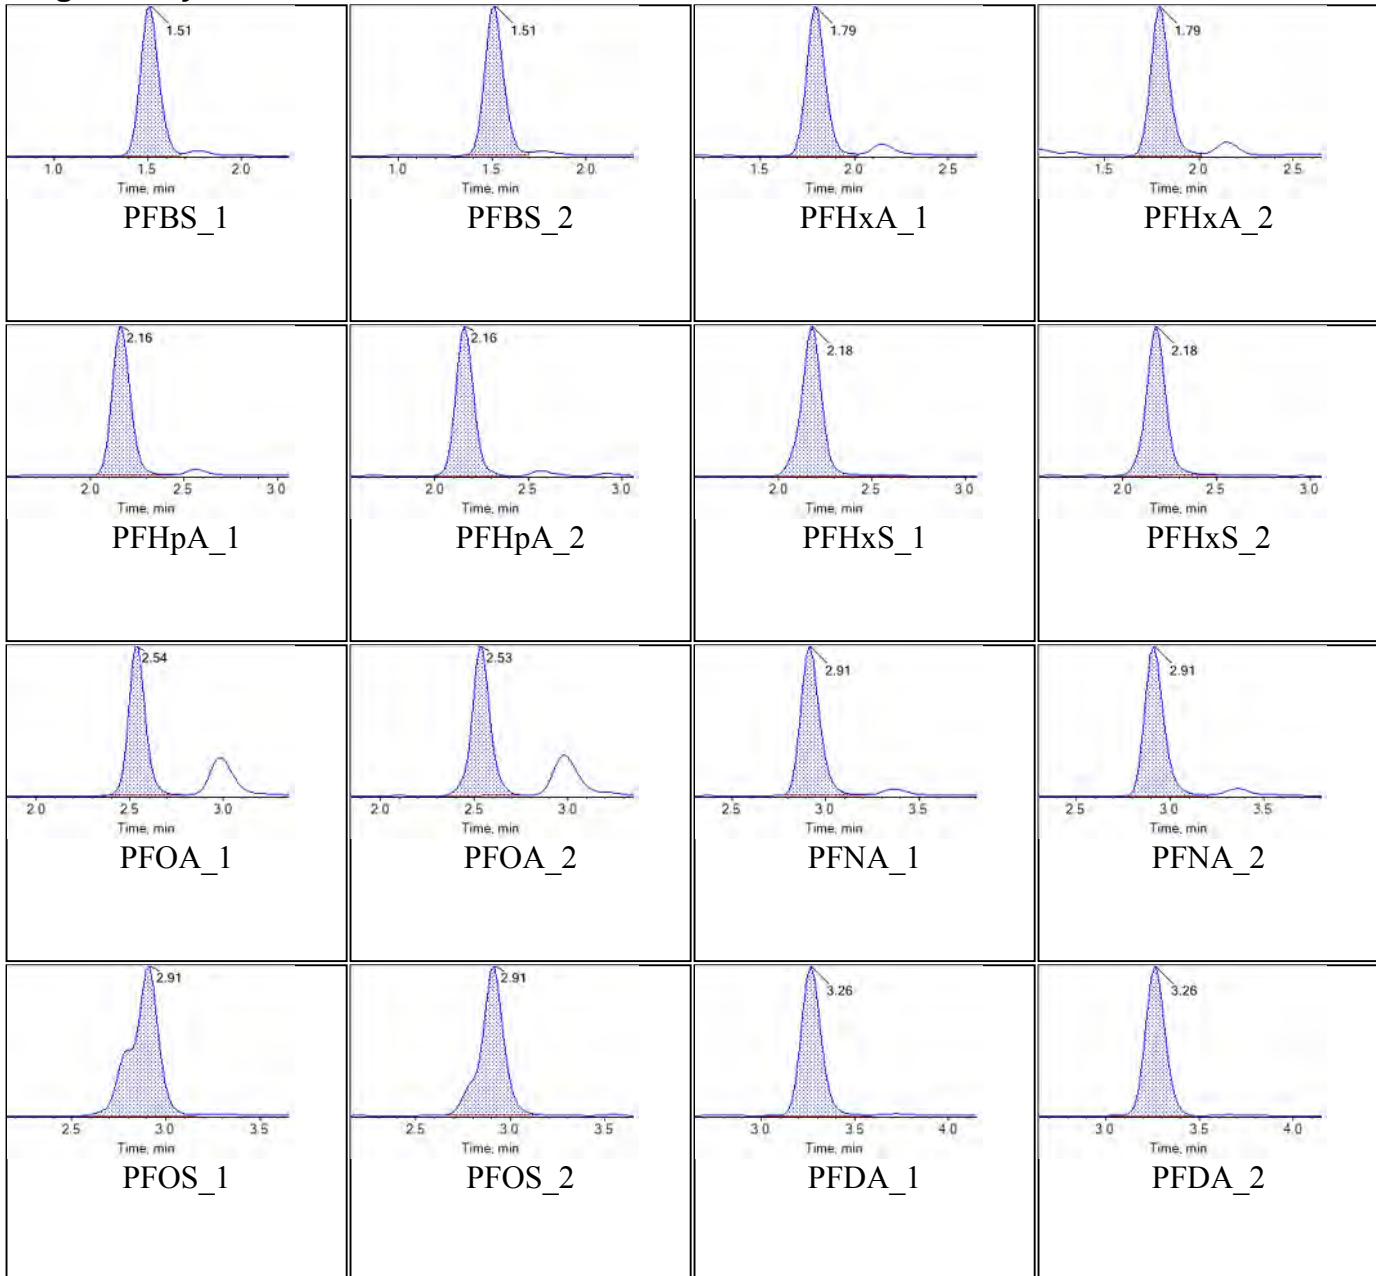 1.51
1.0 1.5 2.0
Time, min
PFBS_1
1.51
1.0 1.5 2.0
Time, min
PFBS_2
1.79
1.5 2.0 2.5
Time, min
PFHxA_1
1.79
1.5 2.0 2.5
Time, min
PFHxA_2
2.16
2.0 2.5 3.0
Time, min
PFHpA_1
2.16
2.0 2.5 3.0
Time, min
PFHpA_2
2.18
2.0 2.5 3.0
Time, min
PFHxS_1
2.18
2.0 2.5 3.0
Time, min
PFHxS_2
2.54
2.0 2.5 3.0
Time, min
PFOA_1
2.53
2.0 2.5 3.0
Time, min
PFOA_2
2.91
2.5 3.0 3.5
Time, min
PFNA_1
2.91
2.5 3.0 3.5
Time, min
PFNA_2
2.91
2.5 3.0 3.5
Time, min
PFOS_1
2.91
2.5 3.0 3.5
Time, min
PFOS_2
3.26
3.0 3.5 4.0
Time, min
PFDA_1
3.26
3.0 3.5 4.0
Time, min
PFDA_2